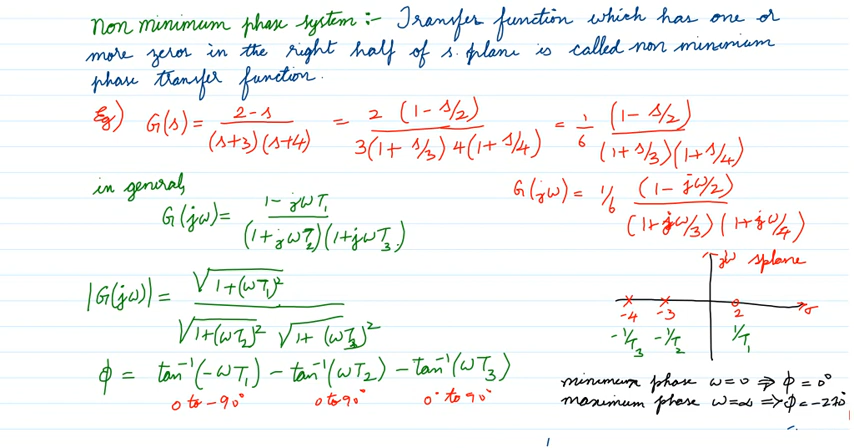 Non minimum phase system :- Transfer function which has one or
more zeros in the right half of s.plane is called non minimum
phase transfer function.
Eg) G(s) = (2-s)/((s+3)(s+4)) = 2(1-s/2)/(3(1+s/3)4(1+s/4)) = 1/6 (1-s/2)/((1+s/3)(1+s/4))
in general, G(jω) = 1/6 (1-jω/2)/((1+jω/3)(1+jω/4))
G(jω) = (1-jωT₁)/((1+jωT₂)(1+jωT₃))
jω s plane
|G(jω)| = √(1+(ωT₁)²)/(√(1+(ωT₂)²) √(1+(ωT₃)²))
σ
-4 -3 2
-1/T₃ -1/T₂ 1/T₁
ϕ = tan⁻¹(-ωT₁) - tan⁻¹(ωT₂) - tan⁻¹(ωT₃)
0 to -90° 0 to 90° 0° to 90°
minimum phase ω=0 ⇒ ϕ = 0°
maximum phase ω=∞ ⇒ ϕ = -270°